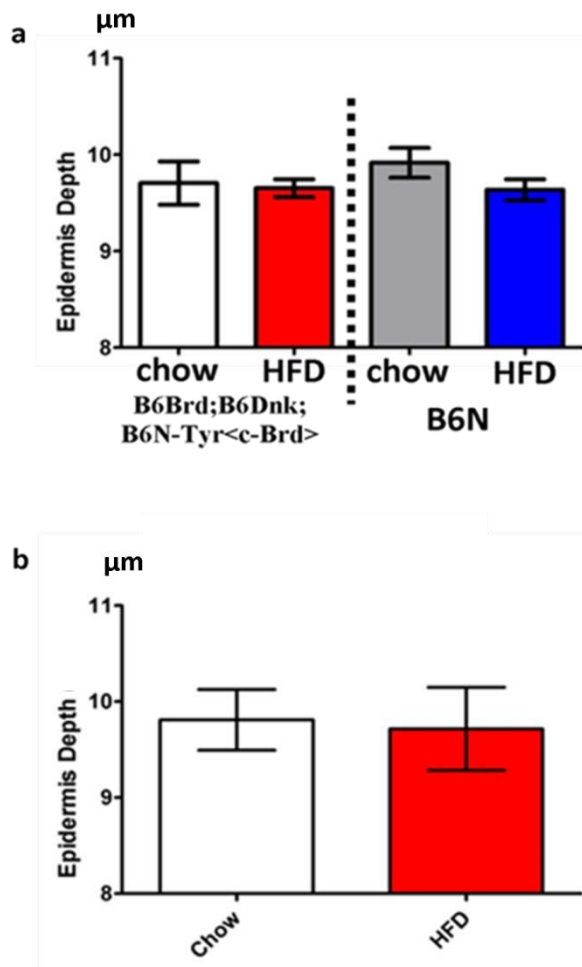 a
µm
11
10
9
8
Epidermis Depth
chow HFD chow HFD
B6Brd;B6Dnk;
B6N-Tyr<c-Brd>
B6N
b
µm
11
10
9
8
Epidermis Depth
Chow
HFD